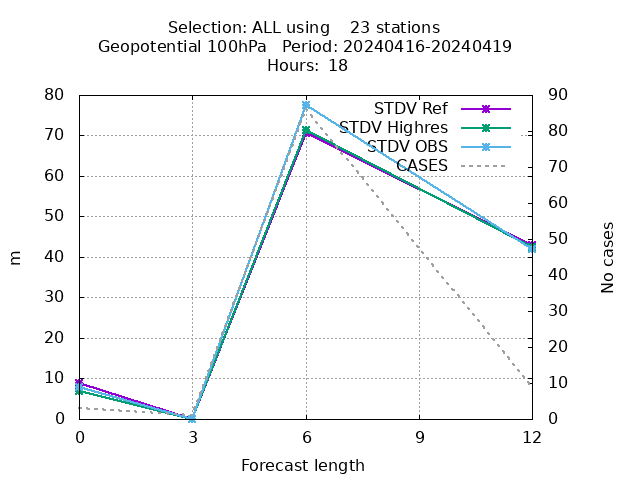 Selection: ALL using    23 stations
Geopotential 100hPa   Period: 20240416-20240419
Hours: 18
STDV Ref
STDV Highres
STDV OBS
CASES
m
80
70
60
50
40
30
20
10
0
No cases
90
80
70
60
50
40
30
20
10
0
0 3 6 9 12
Forecast length